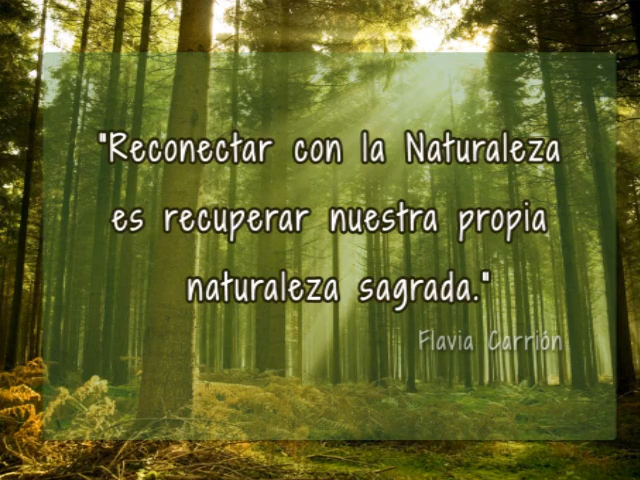 "Reconectar con la Naturaleza
es recuperar nuestra propia
naturaleza sagrada."
Flavia Carrión